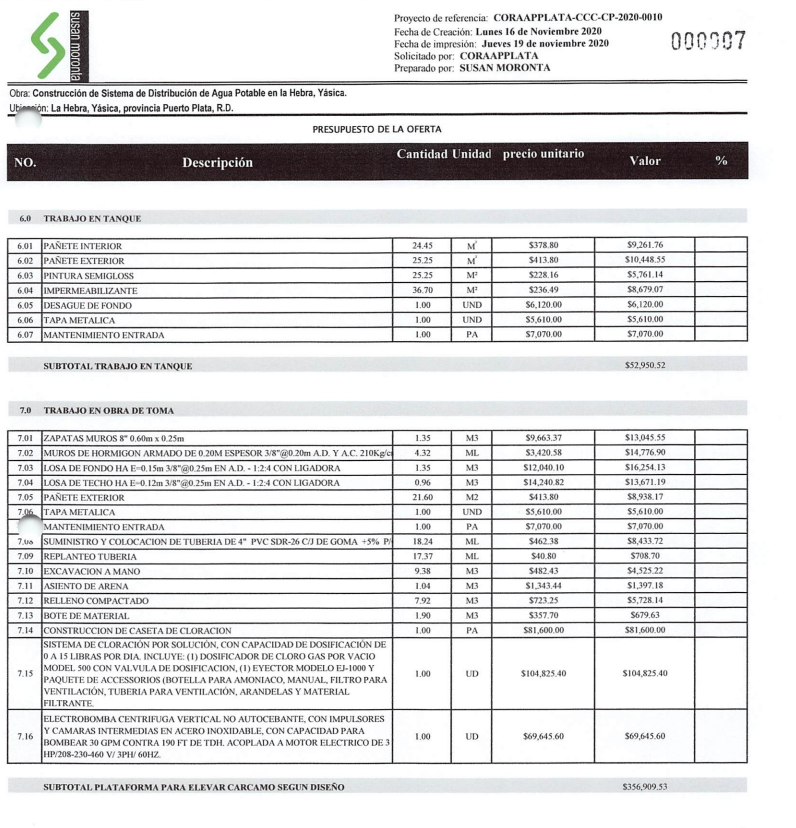 susan moronta
Proyecto de referencia: CORAAPPLATA-CCC-CP-2020-0010
Fecha de Creación: Lunes 16 de Noviembre 2020
Fecha de impresión: Jueves 19 de noviembre 2020
Solicitado por: CORAAPPLATA
Preparado por: SUSAN MORONTA
000007
Obra: Construcción de Sistema de Distribución de Agua Potable en la Hebra, Yásica.
La Hebra, Yásica, provincia Puerto Plata, R.D.
PRESUPUESTO DE LA OFERTA
NO. Descripción Cantidad Unidad precio unitario Valor %
6.0 TRABAJO EN TANQUE
6.01 PAÑETE INTERIOR 24.45 M² $378.80 $9,261.76
6.02 PAÑETE EXTERIOR 25.25 M² $413.80 $10,448.55
6.03 PINTURA SEMIGLOSS 25.25 M² $228.16 $5,761.14
6.04 IMPERMEABILIZANTE 36.70 M² $236.49 $8,679.07
6.05 DESAGUE DE FONDO 1.00 UND $6,120.00 $6,120.00
6.06 TAPA METALICA 1.00 UND $5,610.00 $5,610.00
6.07 MANTENIMIENTO ENTRADA 1.00 PA $7,070.00 $7,070.00
SUBTOTAL TRABAJO EN TANQUE $52,950.52
7.0 TRABAJO EN OBRA DE TOMA
7.01 ZAPATAS MUROS 8" 0.60m x 0.25m 1.35 M3 $9,663.37 $13,045.55
7.02 MUROS DE HORMIGON ARMADO DE 0.20M ESPESOR 3/8"@0.20m A.D. Y A.C. 210Kg/c 4.32 ML $3,420.58 $14,776.90
7.03 LOSA DE FONDO HA E=0.15m 3/8"@0.25m EN A.D. - 1:2:4 CON LIGADORA 1.35 M3 $12,040.10 $16,254.13
7.04 LOSA DE TECHO HA E=0.12m 3/8"@0.25m EN A.D. - 1:2:4 CON LIGADORA 0.96 M3 $14,240.82 $13,671.19
7.05 PAÑETE EXTERIOR 21.60 M2 $413.80 $8,938.17
7.06 TAPA METALICA 1.00 UND $5,610.00 $5,610.00
MANTENIMIENTO ENTRADA 1.00 PA $7,070.00 $7,070.00
7.08 SUMINISTRO Y COLOCACION DE TUBERIA DE 4" PVC SDR-26 C/J DE GOMA +5% P/ 18.24 ML $462.38 $8,433.72
7.09 REPLANTEO TUBERIA 17.37 ML $40.80 $708.70
7.10 EXCAVACION A MANO 9.38 M3 $482.43 $4,525.22
7.11 ASIENTO DE ARENA 1.04 M3 $1,343.44 $1,397.18
7.12 RELLENO COMPACTADO 7.92 M3 $723.25 $5,728.14
7.13 BOTE DE MATERIAL 1.90 M3 $357.70 $679.63
7.14 CONSTRUCCION DE CASETA DE CLORACION 1.00 PA $81,600.00 $81,600.00
SISTEMA DE CLORACIÓN POR SOLUCIÓN, CON CAPACIDAD DE DOSIFICACIÓN DE
0 A 15 LIBRAS POR DIA. INCLUYE: (1) DOSIFICADOR DE CLORO GAS POR VACIO
MODEL 500 CON VALVULA DE DOSIFICACION, (1) EYECTOR MODELO EJ-1000 Y
7.15 PAQUETE DE ACCESSORIOS (BOTELLA PARA AMONIACO, MANUAL, FILTRO PARA 1.00 UD $104,825.40 $104,825.40
VENTILACIÓN, TUBERIA PARA VENTILACIÓN, ARANDELAS Y MATERIAL
FILTRANTE.
ELECTROBOMBA CENTRIFUGA VERTICAL NO AUTOCEBANTE, CON IMPULSORES
Y CAMARAS INTERMEDIAS EN ACERO INOXIDABLE, CON CAPACIDAD PARA
7.16 BOMBEAR 30 GPM CONTRA 190 FT DE TDH. ACOPLADA A MOTOR ELECTRICO DE 3 1.00 UD $69,645.60 $69,645.60
HP/208-230-460 V/ 3PH/ 60HZ.
SUBTOTAL PLATAFORMA PARA ELEVAR CARCAMO SEGUN DISEÑO $356,909.53